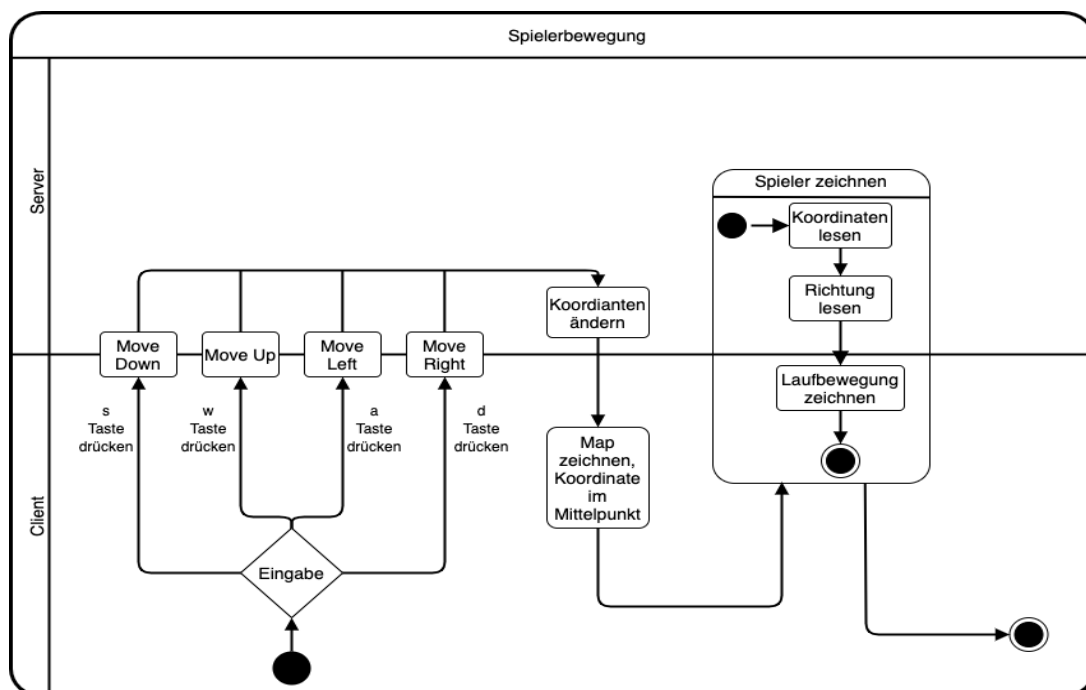 Spielerbewegung
Server
Spieler zeichnen
Koordinaten
lesen
Richtung
lesen
Koordianten
ändern
Move
Down
Move Up
Move
Left
Move
Right
Laufbewegung
zeichnen
s
Taste
drücken
w
Taste
drücken
a
Taste
drücken
d
Taste
drücken
Map
zeichnen,
Koordinate
im
Mittelpunkt
Client
Eingabe